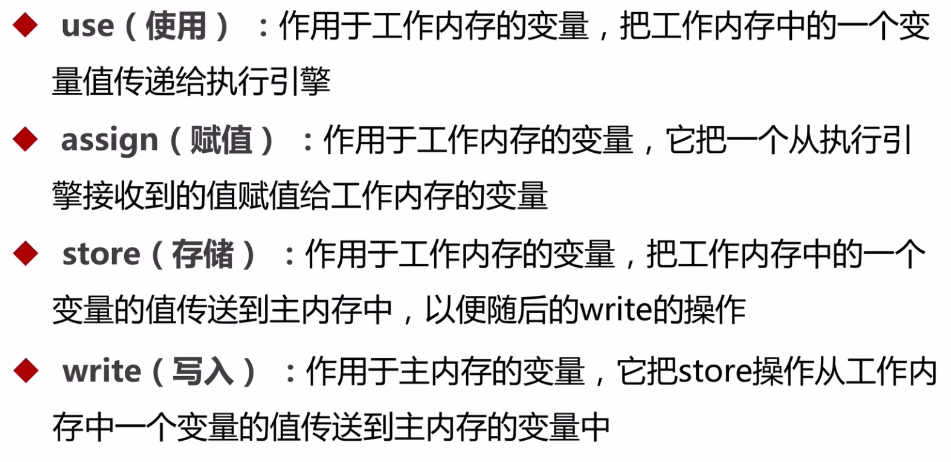 ◆ use（使用）：作用于工作内存的变量，把工作内存中的一个变
量值传递给执行引擎
◆ assign（赋值）：作用于工作内存的变量，它把一个从执行引
擎接收到的值赋值给工作内存的变量
◆ store（存储）：作用于工作内存的变量，把工作内存中的一个
变量的值传送到主内存中，以便随后的write的操作
◆ write（写入）：作用于主内存的变量，它把store操作从工作内
存中一个变量的值传送到主内存的变量中